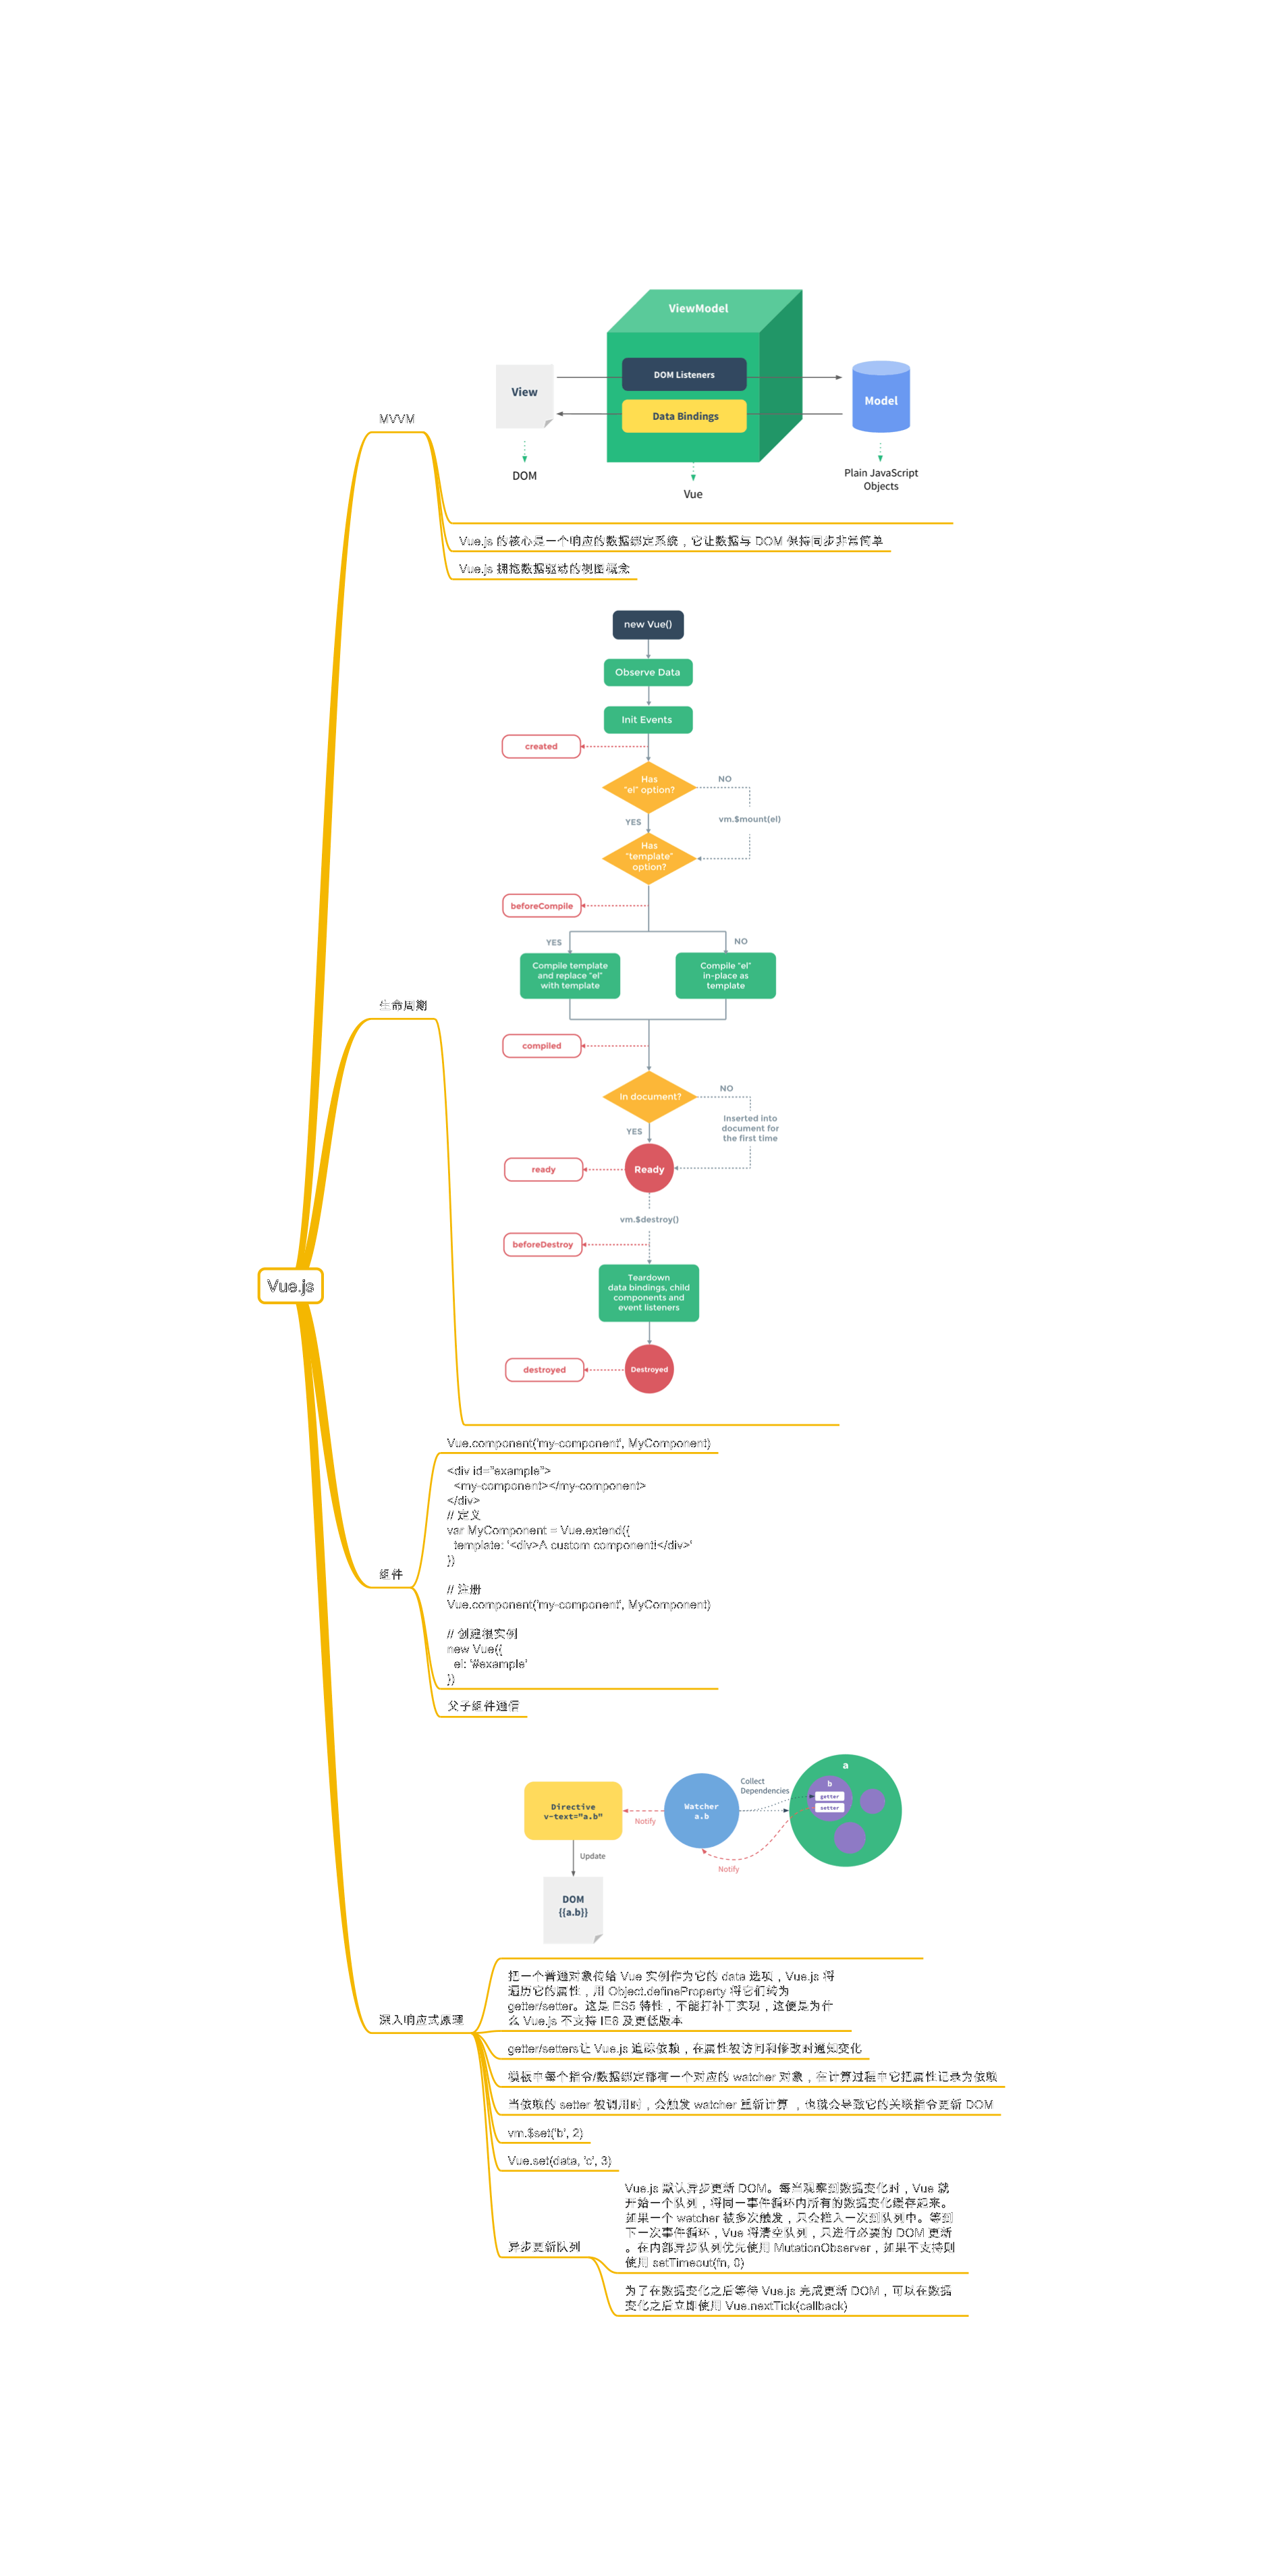 Vue.js
MVVM
ViewModel
DOM Listeners
Data Bindings
View
Model
DOM
Vue
Plain JavaScript
Objects
Vue.js 的核心是一个响应的数据绑定系统，它让数据与 DOM 保持同步非常简单
Vue.js 拥抱数据驱动的视图概念
生命周期
new Vue()
Observe Data
Init Events
created
Has
"el" option?
NO
YES
vm.$mount(el)
Has
"template"
option?
beforeCompile
YES
NO
Compile template
and replace "el"
with template
Compile "el"
in-place as
template
compiled
In document?
NO
YES
Inserted into
document for
the first time
ready
Ready
vm.$destroy()
beforeDestroy
Teardown
data bindings, child
components and
event listeners
destroyed
Destroyed
组件
Vue.component('my-component', MyComponent)
<div id="example">
  <my-component></my-component>
</div>
// 定义
var MyComponent = Vue.extend({
  template: '<div>A custom component!</div>'
})
// 注册
Vue.component('my-component', MyComponent)
// 创建根实例
new Vue({
  el: '#example'
})
父子组件通信
深入响应式原理
Directive
v-text="a.b"
Notify
Watcher
a.b
Collect
Dependencies
a
b
getter
setter
Notify
Update
DOM
{{a.b}}
把一个普通对象传给 Vue 实例作为它的 data 选项，Vue.js 将
遍历它的属性，用 Object.defineProperty 将它们转为
getter/setter。这是 ES5 特性，不能打补丁实现，这便是为什
么 Vue.js 不支持 IE8 及更低版本
getter/setters让 Vue.js 追踪依赖，在属性被访问和修改时通知变化
模板中每个指令/数据绑定都有一个对应的 watcher 对象，在计算过程中它把属性记录为依赖
当依赖的 setter 被调用时，会触发 watcher 重新计算 ，也就会导致它的关联指令更新 DOM
vm.$set('b', 2)
Vue.set(data, 'c', 3)
异步更新队列
Vue.js 默认异步更新 DOM。每当观察到数据变化时，Vue 就
开始一个队列，将同一事件循环内所有的数据变化缓存起来。
如果一个 watcher 被多次触发，只会推入一次到队列中。等到
下一次事件循环，Vue 将清空队列，只进行必要的 DOM 更新
。在内部异步队列优先使用 MutationObserver，如果不支持则
使用 setTimeout(fn, 0)
为了在数据变化之后等待 Vue.js 完成更新 DOM，可以在数据
变化之后立即使用 Vue.nextTick(callback)